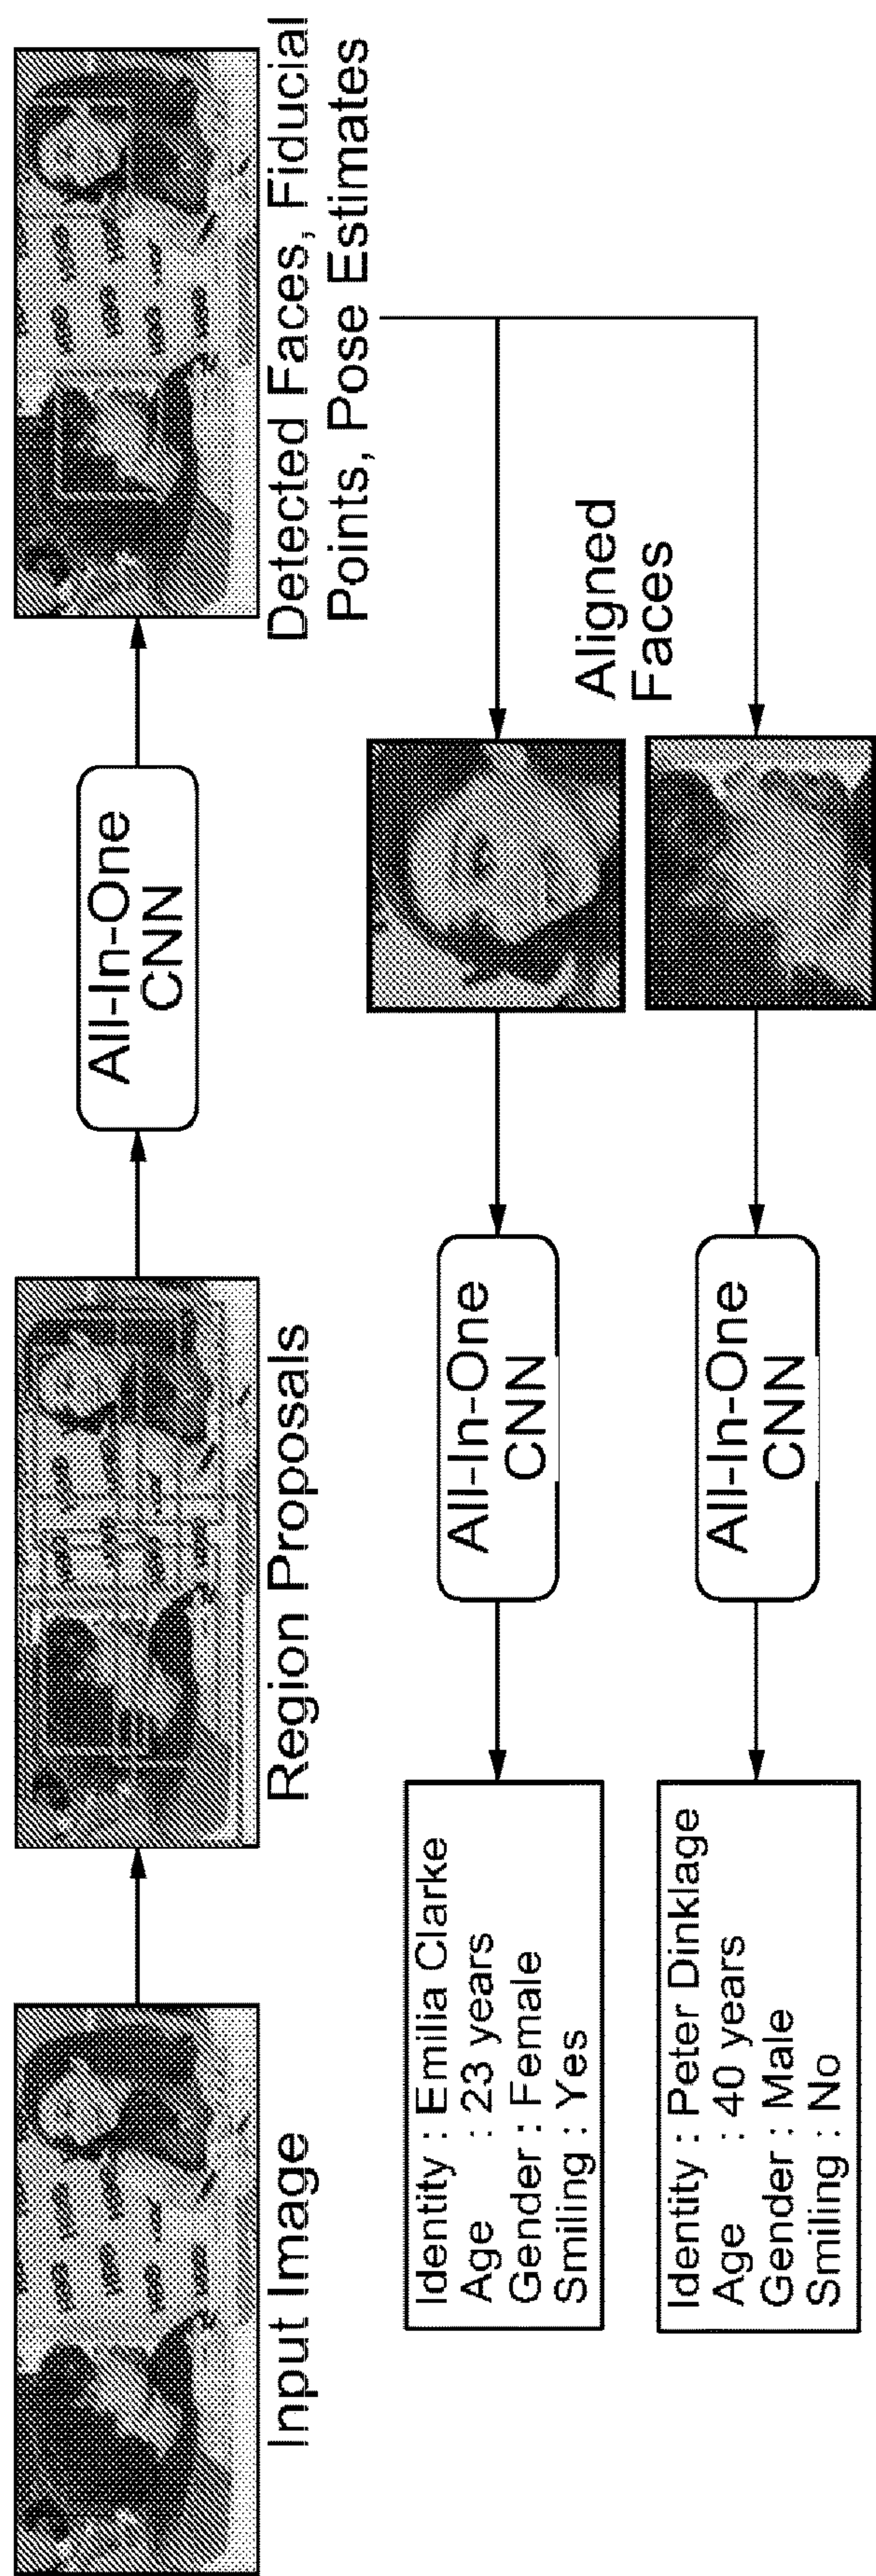 Input Image
Region Proposals
All-In-One
CNN
Detected Faces, Fiducial
Points, Pose Estimates
Identity : Emilia Clarke
Age : 23 years
Gender : Female
Smiling : Yes
All-In-One
CNN
Aligned
Faces
Identity : Peter Dinklage
Age : 40 years
Gender : Male
Smiling : No
All-In-One
CNN